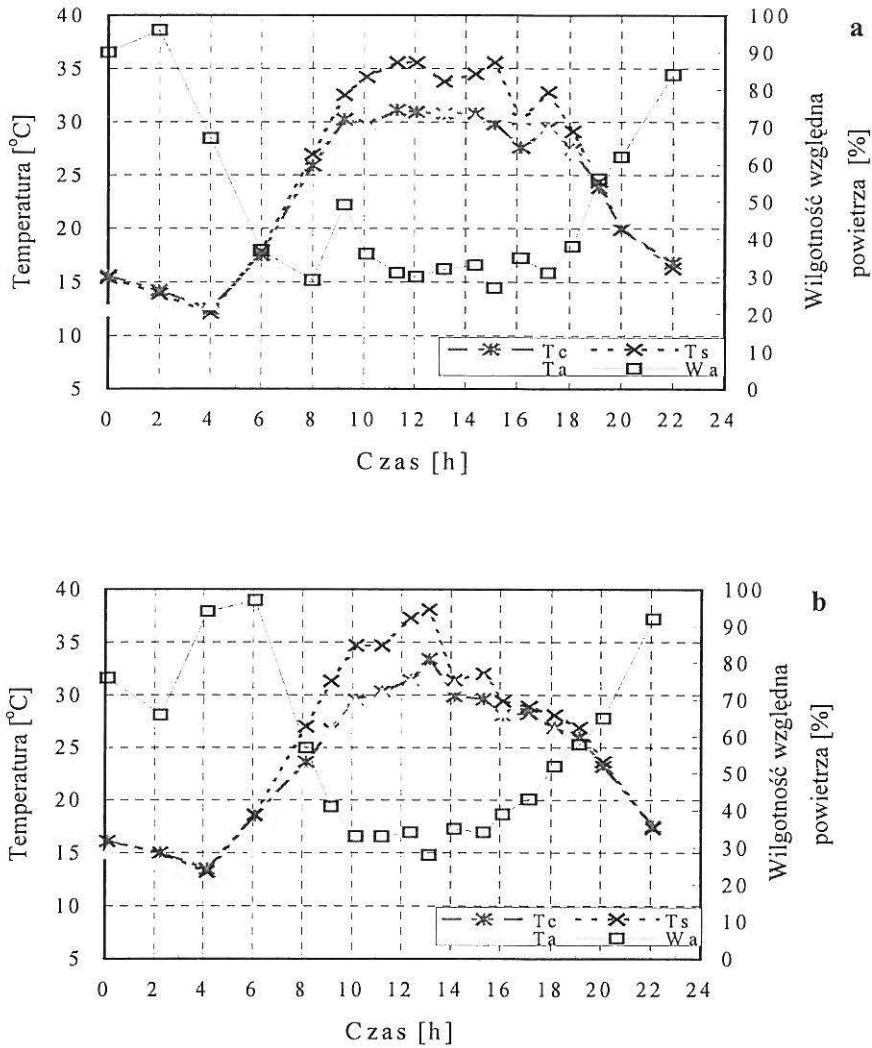 a
Temperatura [°C]
40
35
30
25
20
15
10
5
100
90
80
70
60
50
40
30
20
10
0
Wilgotność względna
powietrza [%]
Tc Ts
Ta Wa
0 2 4 6 8 10 12 14 16 18 20 22 24
Czas [h]
b
Temperatura [°C]
40
35
30
25
20
15
10
5
100
90
80
70
60
50
40
30
20
10
0
Wilgotność względna
powietrza [%]
Tc Ts
Ta Wa
0 2 4 6 8 10 12 14 16 18 20 22 24
Czas [h]